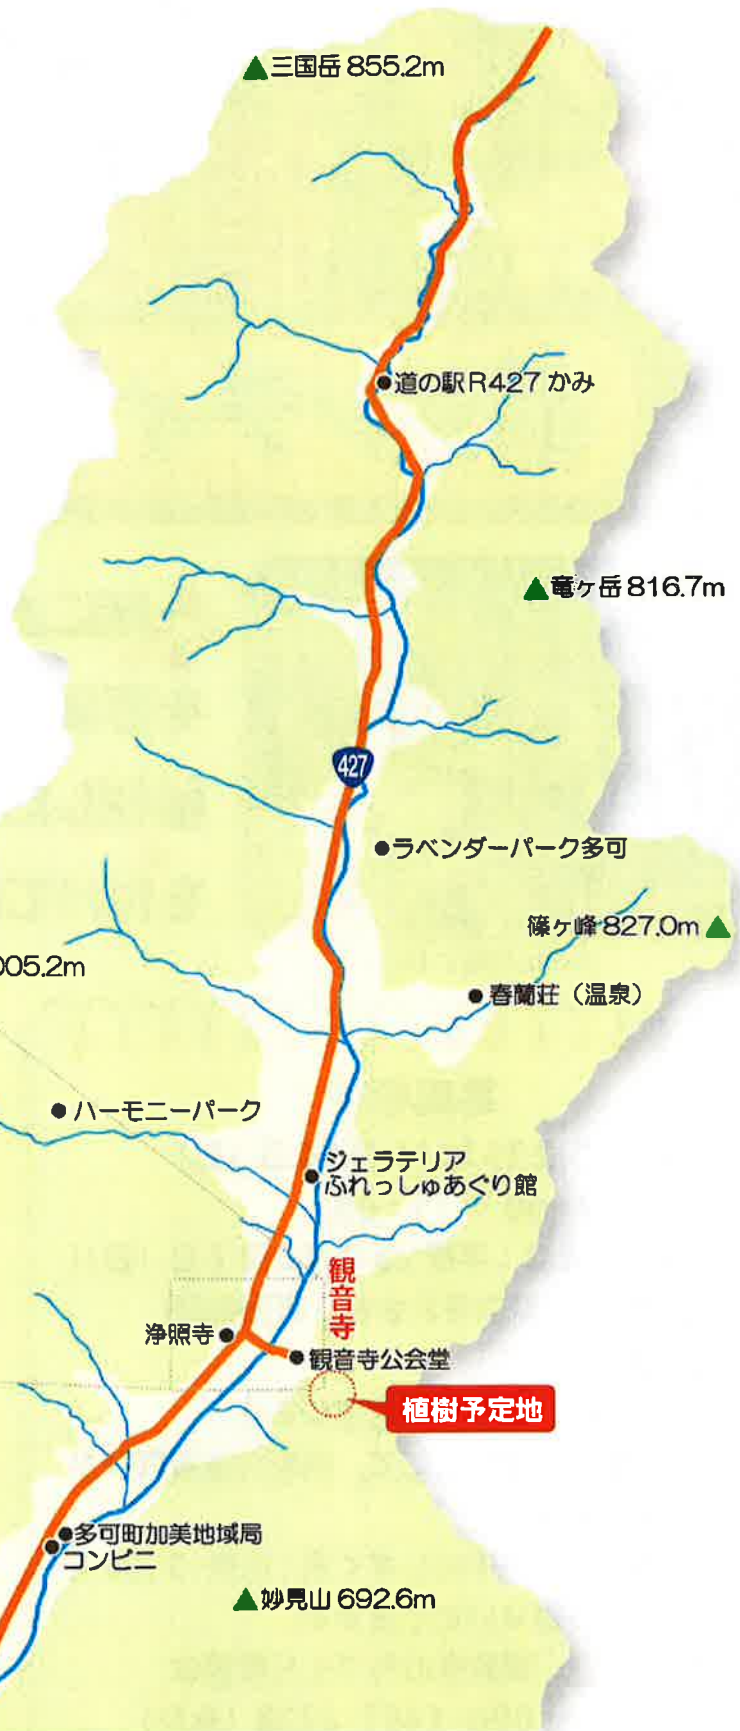 三国岳 855.2m
道の駅R427 かみ
竜ヶ岳 816.7m
427
ラベンダーパーク多可
篠ヶ峰 827.0m
005.2m
春蘭荘（温泉）
ハーモニーパーク
ジェラテリア
ふれっしゅあぐり館
観音寺
浄照寺
観音寺公会堂
植樹予定地
多可町加美地域局
コンビニ
妙見山 692.6m